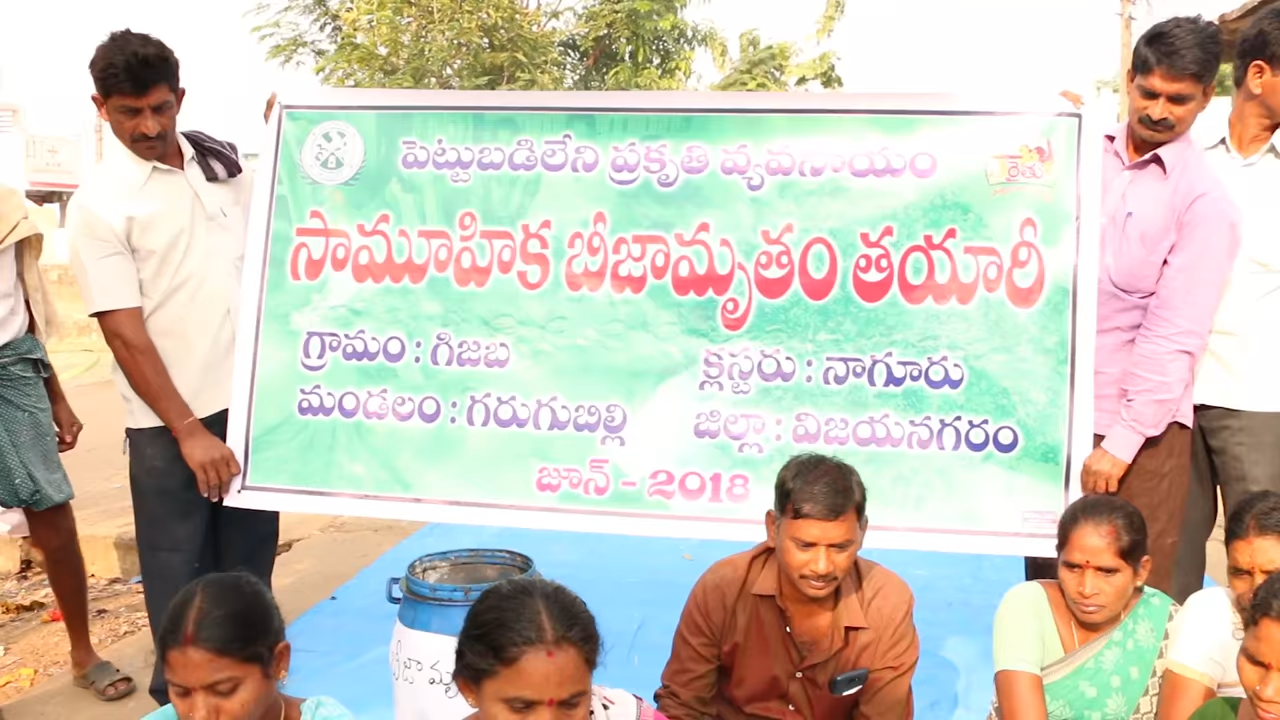 పెట్టుబడిలేని ప్రకృతి వ్యవసాయం
రైతు
సామూహిక బీజామృతం తయారీ
గ్రామం : గిజబ
క్లస్టరు : నాగూరు
మండలం : గరుగుబిల్లి
జిల్లా : విజయనగరం
జూన్ - 2018